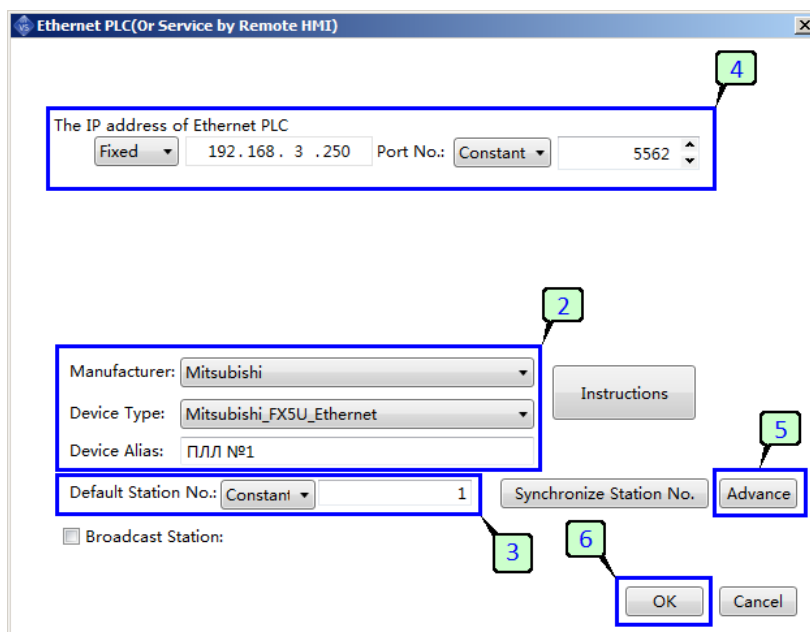 Ethernet PLC(Or Service by Remote HMI)
4
The IP address of Ethernet PLC
Fixed 192.168. 3 .250 Port No.: Constant 5562
2
Manufacturer: Mitsubishi
Instructions
Device Type: Mitsubishi_FX5U_Ethernet
5
Device Alias: ПЛЛ №1
Default Station No.: Constant 1 Synchronize Station No. Advance
Broadcast Station:
3
6
OK Cancel